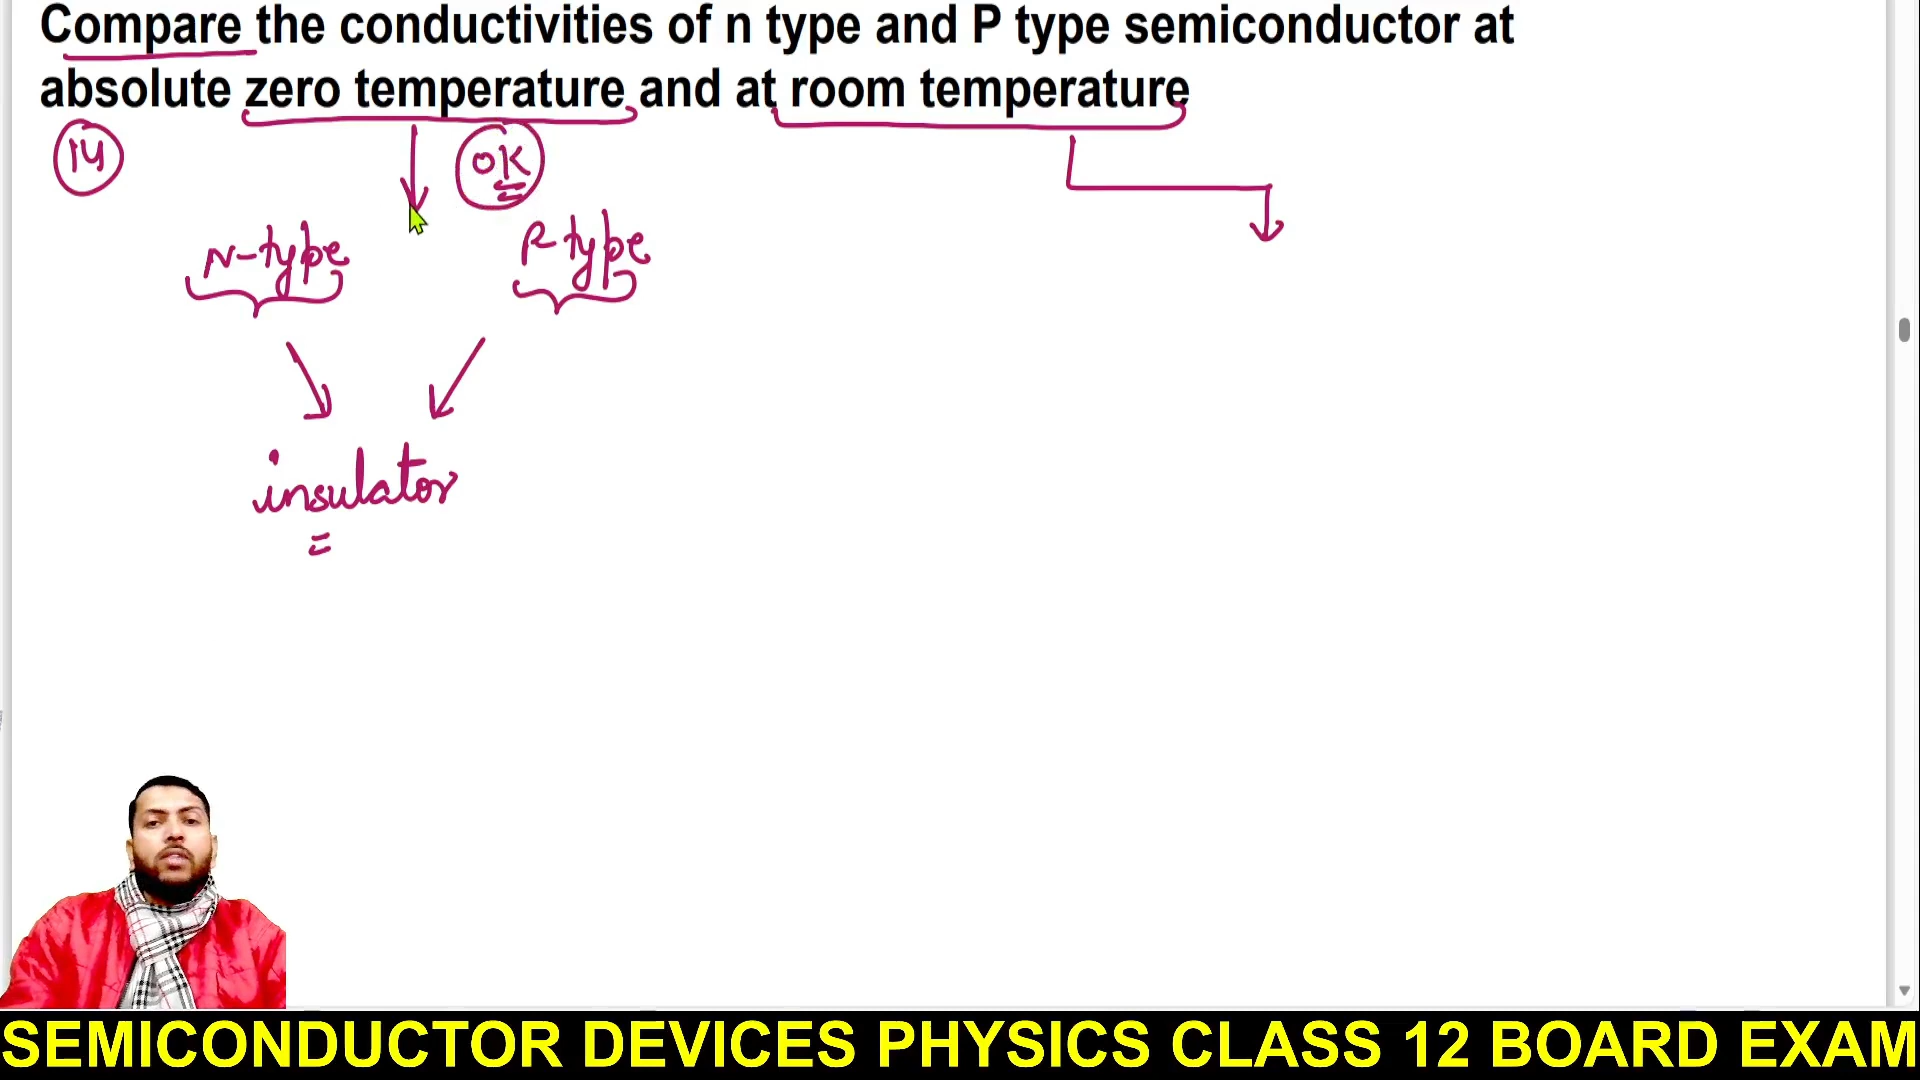 Compare the conductivities of n type and P type semiconductor at
absolute zero temperature and at room temperature
14
0K
N-type P-type
insulator
=
SEMICONDUCTOR DEVICES PHYSICS CLASS 12 BOARD EXAM